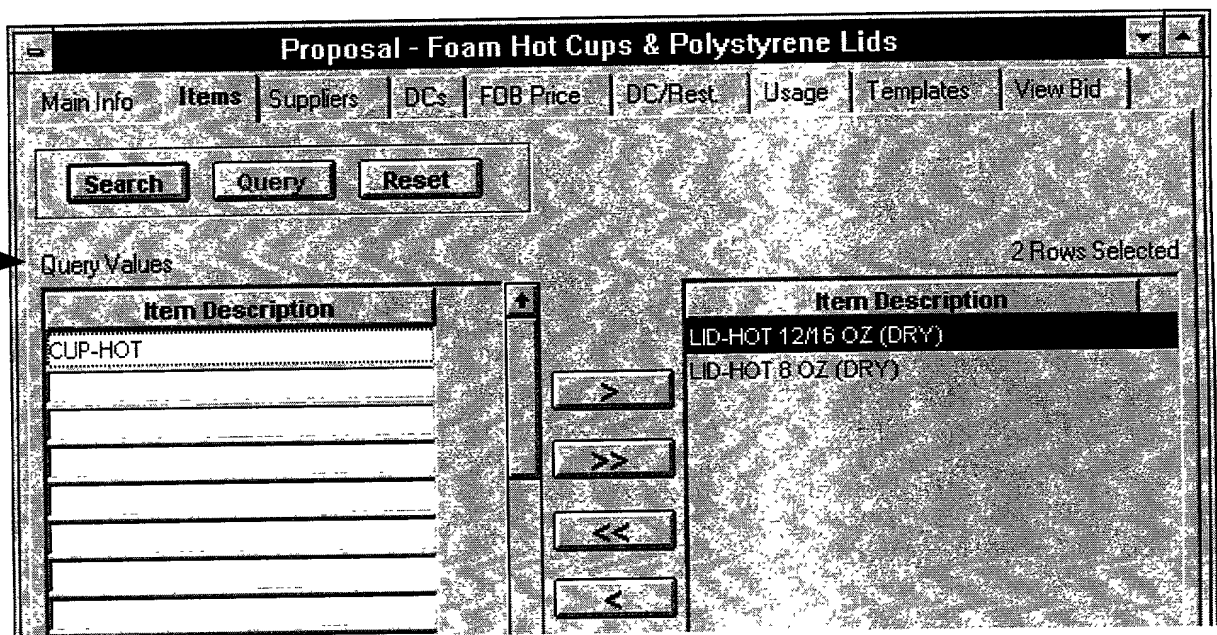 Proposal - Foam Hot Cups & Polystyrene Lids
Main Info Items Suppliers DCs FOB Price DC/Rest. Usage Templates View Bid
Search Query Reset
Query Values
2 Rows Selected
Item Description
CUP-HOT
>
>>
<<
<
Item Description
LID-HOT 12/16 OZ (DRY)
LID-HOT 8 OZ (DRY)